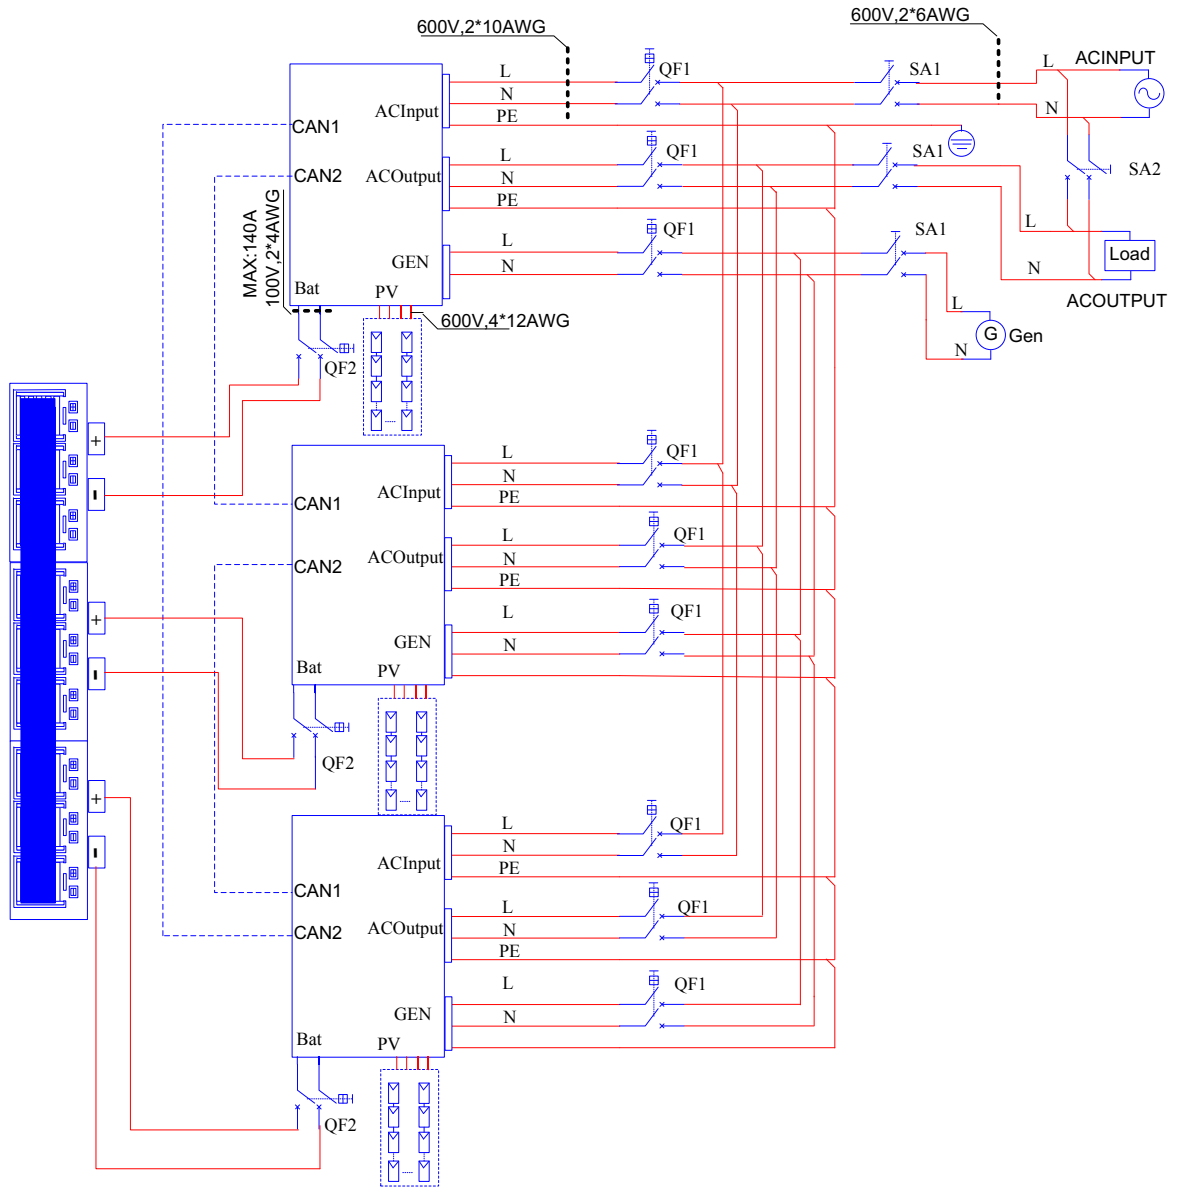 600V,2*10AWG
600V,2*6AWG
L
QF1
SA1
L
ACINPUT
N
N
ACInput
PE
CAN1
L
QF1
SA1
SA2
CAN2
ACOutput
N
PE
MAX:140A
100V,2*4AWG
L
QF1
SA1
L
Load
GEN
N
N
ACOUTPUT
Bat
PV
L
600V,4*12AWG
G
Gen
N
QF2
+
-
L
QF1
N
ACInput
PE
CAN1
L
QF1
ACOutput
N
CAN2
PE
L
QF1
+
GEN
N
Bat
PV
-
QF2
+
L
QF1
N
ACInput
PE
-
CAN1
L
QF1
ACOutput
N
CAN2
PE
L
QF1
GEN
N
Bat
PV
QF2